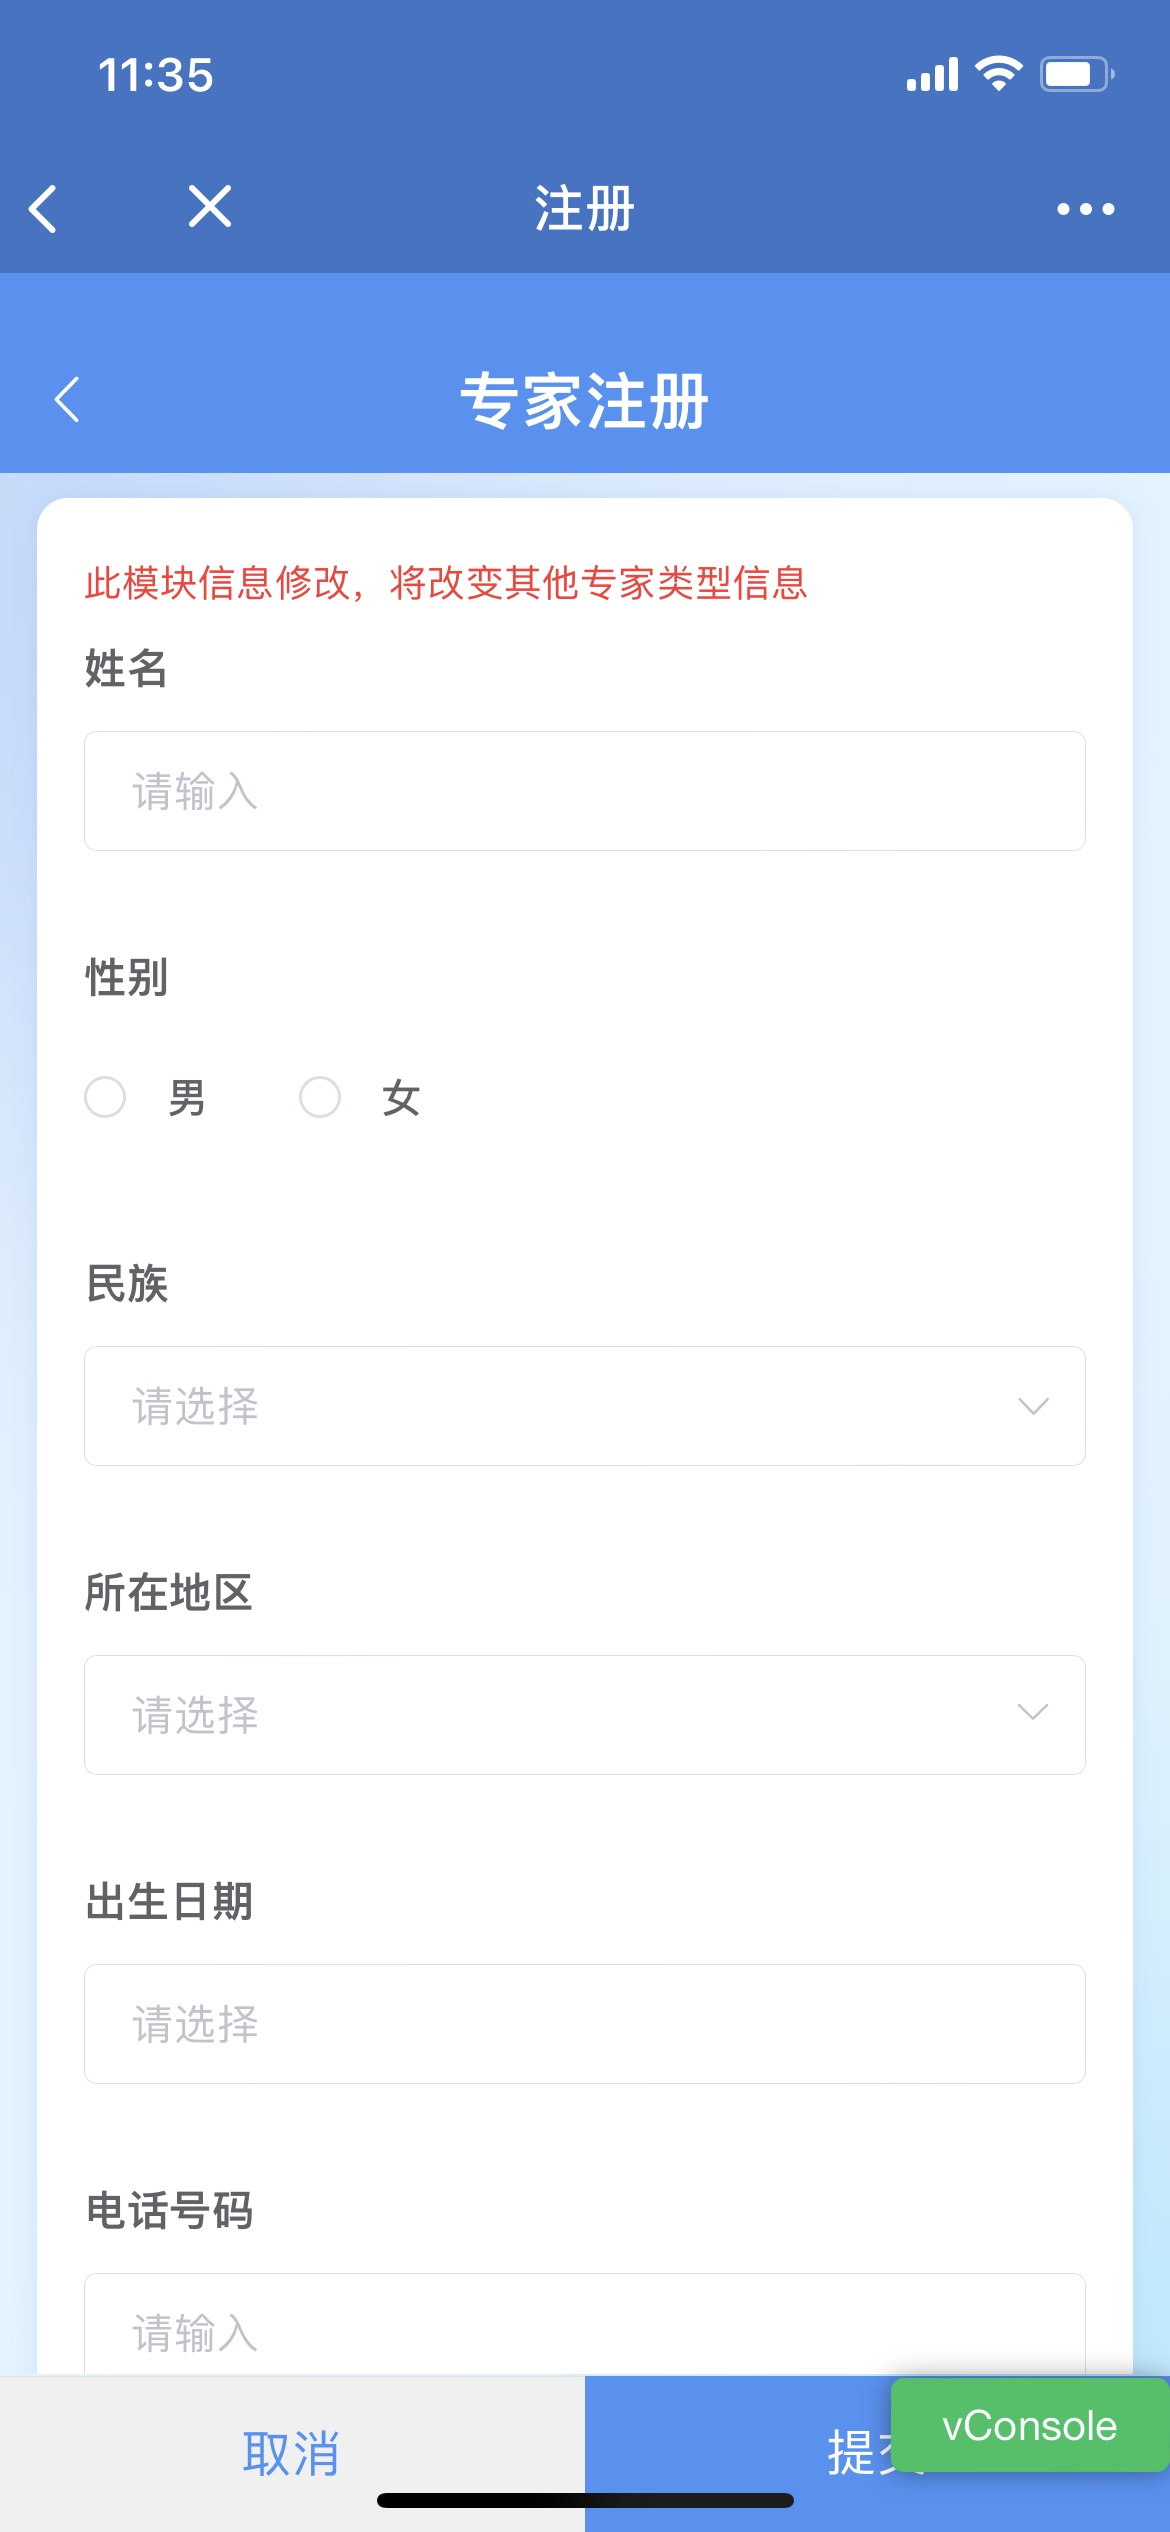 11:35
注册
专家注册
此模块信息修改，将改变其他专家类型信息
姓名
请输入
性别
男 女
民族
请选择
所在地区
请选择
出生日期
请选择
电话号码
请输入
取消 提交
vConsole